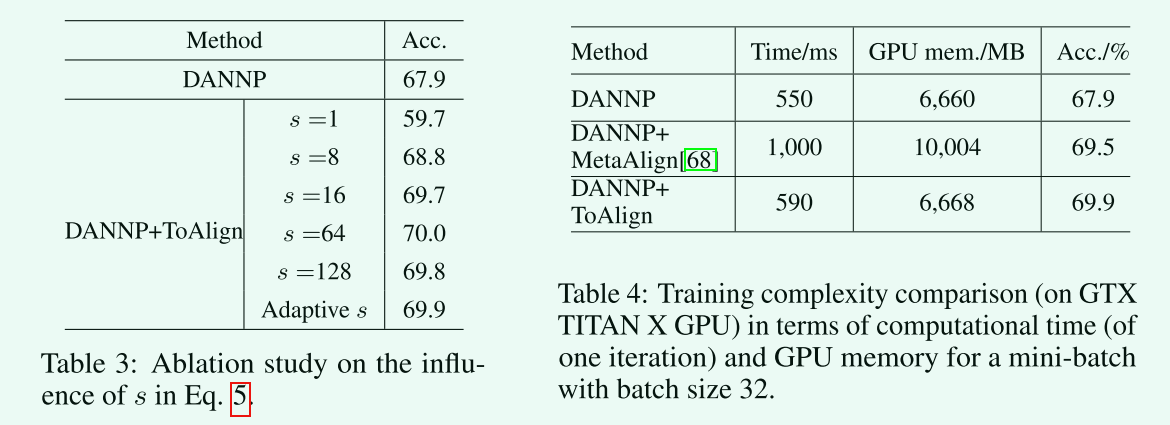 Method Acc.
DANNP 67.9
s =1 59.7
s =8 68.8
s =16 69.7
DANNP+ToAlign s =64 70.0
s =128 69.8
Adaptive s 69.9
Table 3: Ablation study on the influ-
ence of s in Eq. 5.
Method Time/ms GPU mem./MB Acc./%
DANNP 550 6,660 67.9
DANNP+
MetaAlign[68] 1,000 10,004 69.5
DANNP+
ToAlign 590 6,668 69.9
Table 4: Training complexity comparison (on GTX
TITAN X GPU) in terms of computational time (of
one iteration) and GPU memory for a mini-batch
with batch size 32.